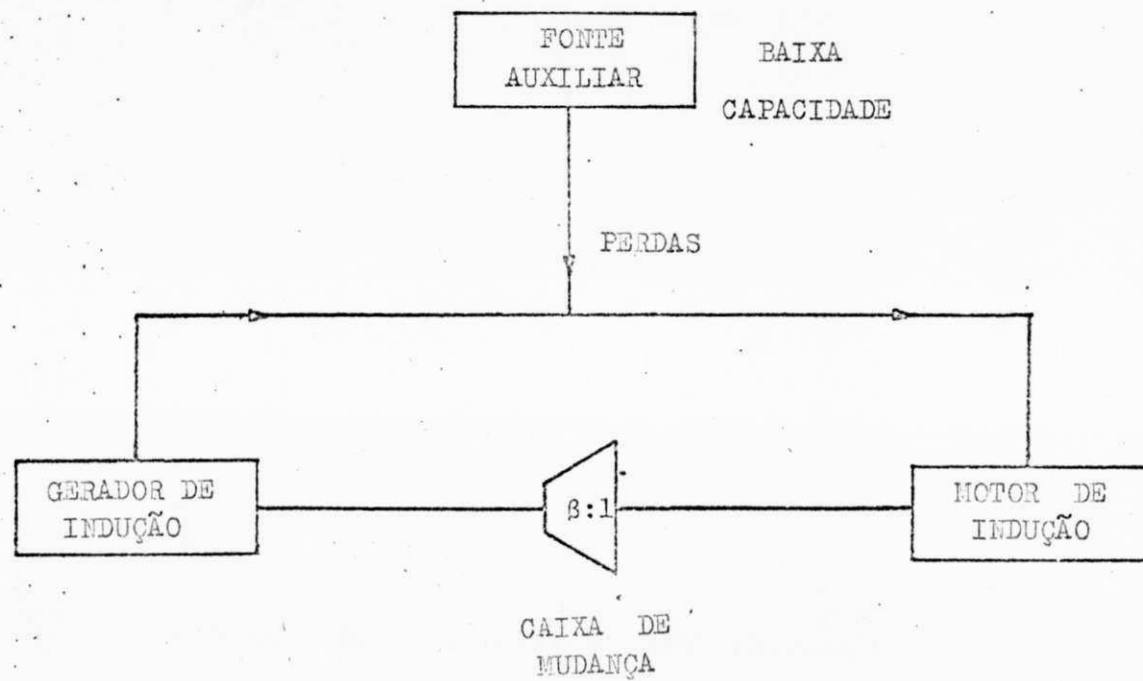 FONTE
AUXILIAR
BAIXA
CAPACIDADE
PERDAS
GERADOR DE
INDUÇÃO
β:1
MOTOR DE
INDUÇÃO
CAIXA DE
MUDANÇA